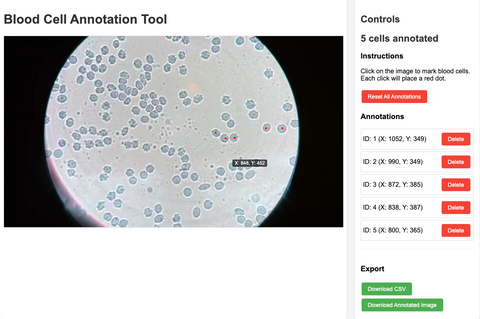 Blood Cell Annotation Tool
X: 848, Y: 452
Controls
5 cells annotated
Instructions
Click on the image to mark blood cells.
Each click will place a red dot.
Reset All Annotations
Annotations
ID: 1 (X: 1052, Y: 349)
Delete
ID: 2 (X: 990, Y: 349)
Delete
ID: 3 (X: 872, Y: 385)
Delete
ID: 4 (X: 838, Y: 387)
Delete
ID: 5 (X: 800, Y: 365)
Delete
Export
Download CSV
Download Annotated Image